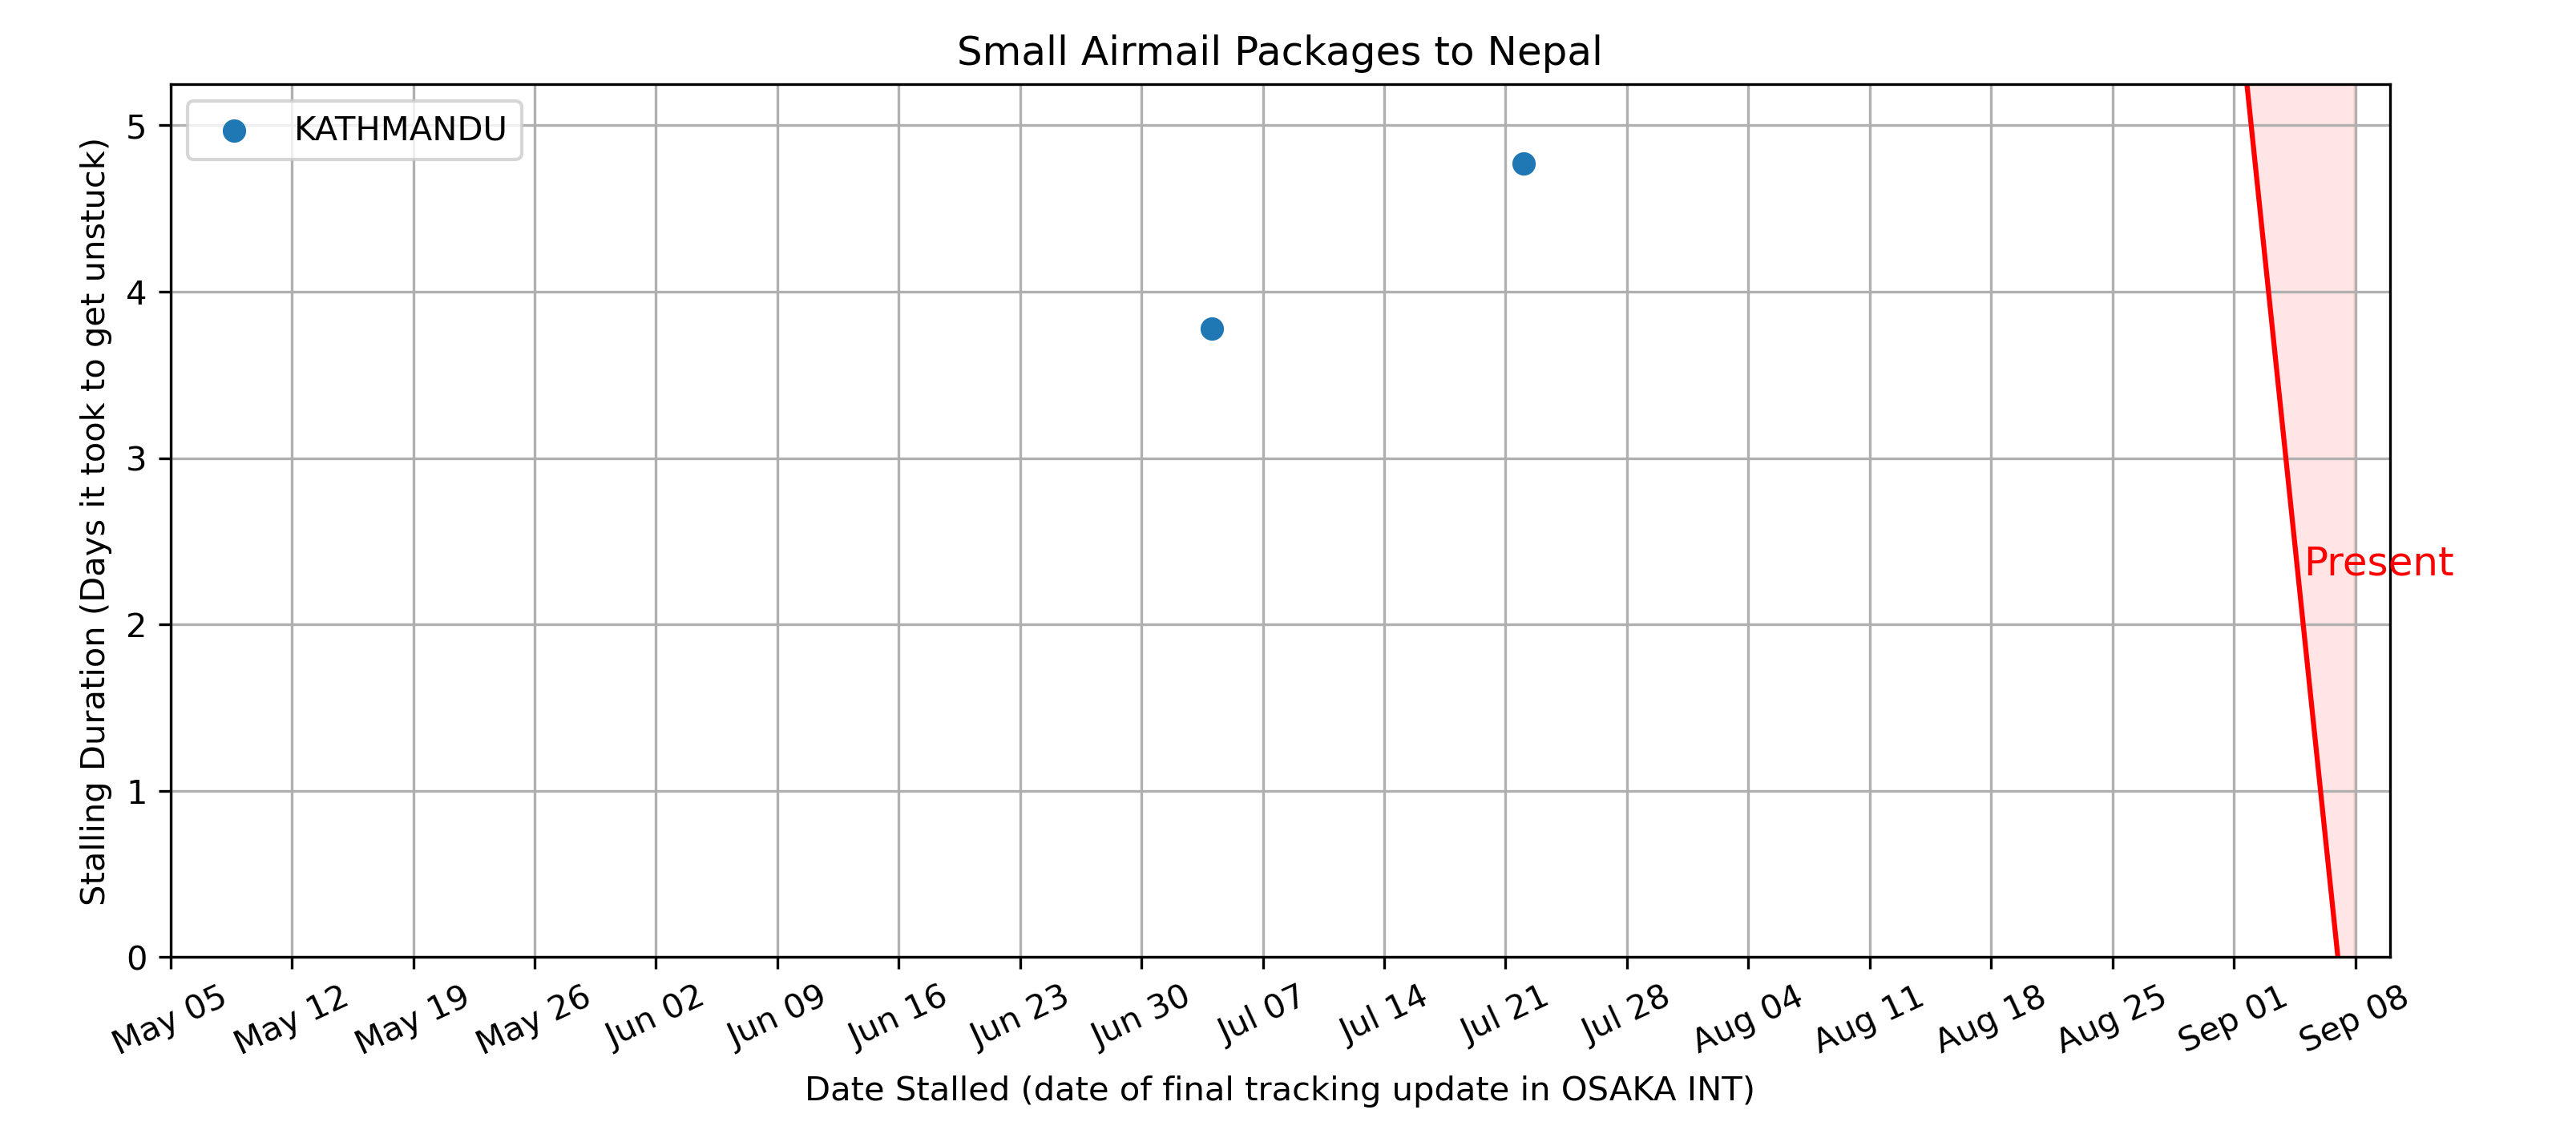 Small Airmail Packages to Nepal
KATHMANDU
Stalling Duration (Days it took to get unstuck)
5
4
3
2
1
0
Present
May 05 May 12 May 19 May 26 Jun 02 Jun 09 Jun 16 Jun 23 Jun 30 Jul 07 Jul 14 Jul 21 Jul 28 Aug 04 Aug 11 Aug 18 Aug 25 Sep 01 Sep 08
Date Stalled (date of final tracking update in OSAKA INT)